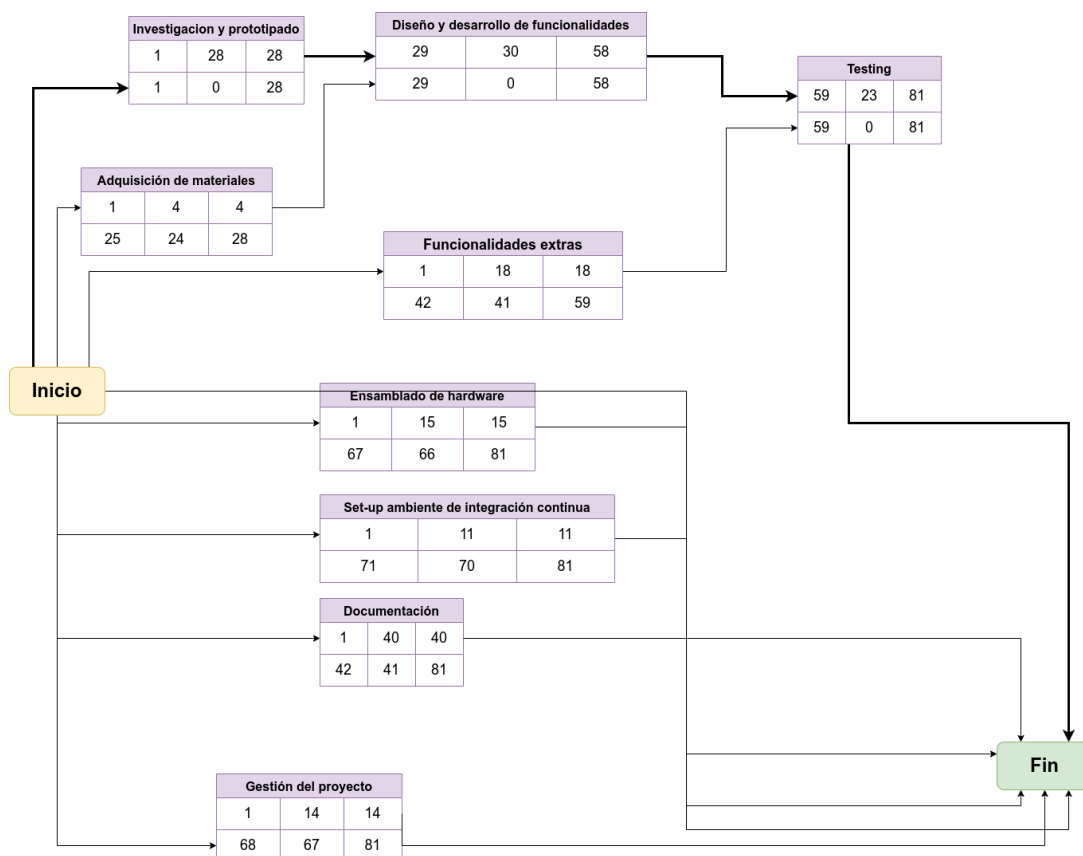 Investigacion y prototipado
1 28 28
1 0 28
Diseño y desarrollo de funcionalidades
29 30 58
29 0 58
Testing
59 23 81
59 0 81
Adquisición de materiales
1 4 4
25 24 28
Funcionalidades extras
1 18 18
42 41 59
Inicio
Ensamblado de hardware
1 15 15
67 66 81
Set-up ambiente de integración continua
1 11 11
71 70 81
Documentación
1 40 40
42 41 81
Fin
Gestión del proyecto
1 14 14
68 67 81